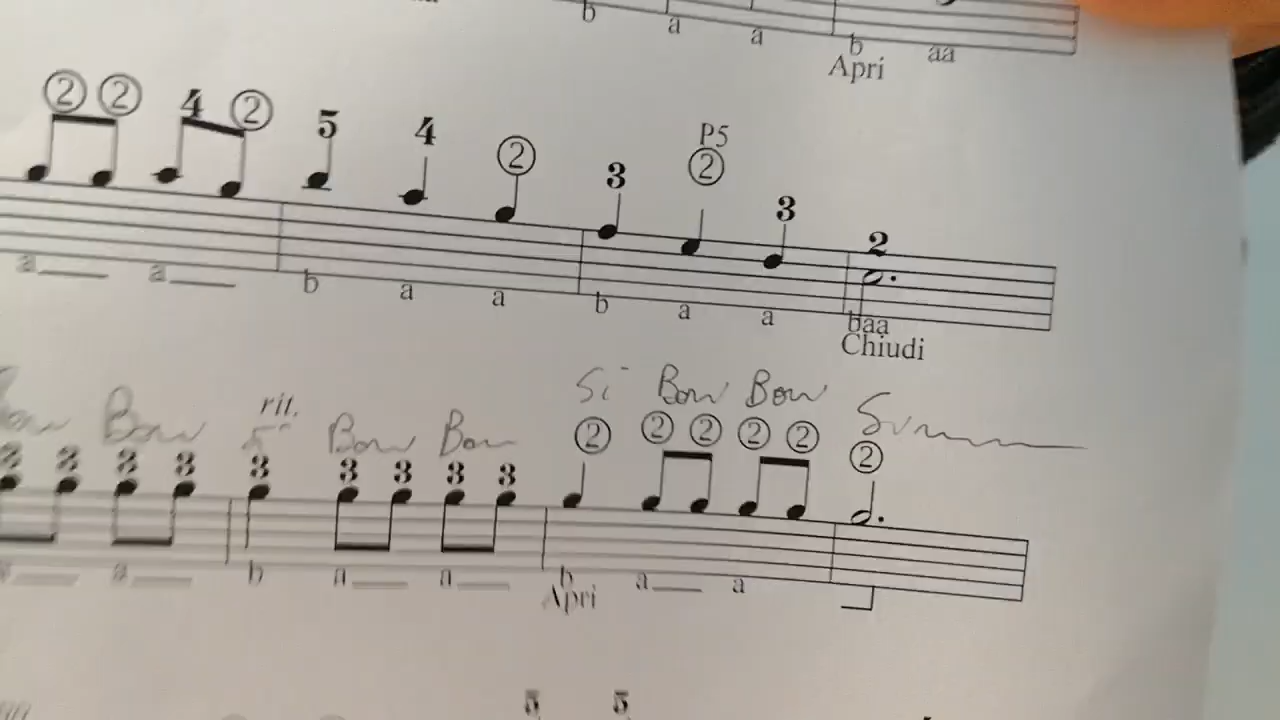 b a a b aa
Apri
② ② 4 ② 5 4 ② 3 P5 ② 3 2
a a b a a b a a baa
Chiudi
Bow rit. Bow Bow Si Bow Bow
3 3 3 3 3 3 3 3 3 ② ② ② ② ② ②
a b a a b a a
Apri
5 5